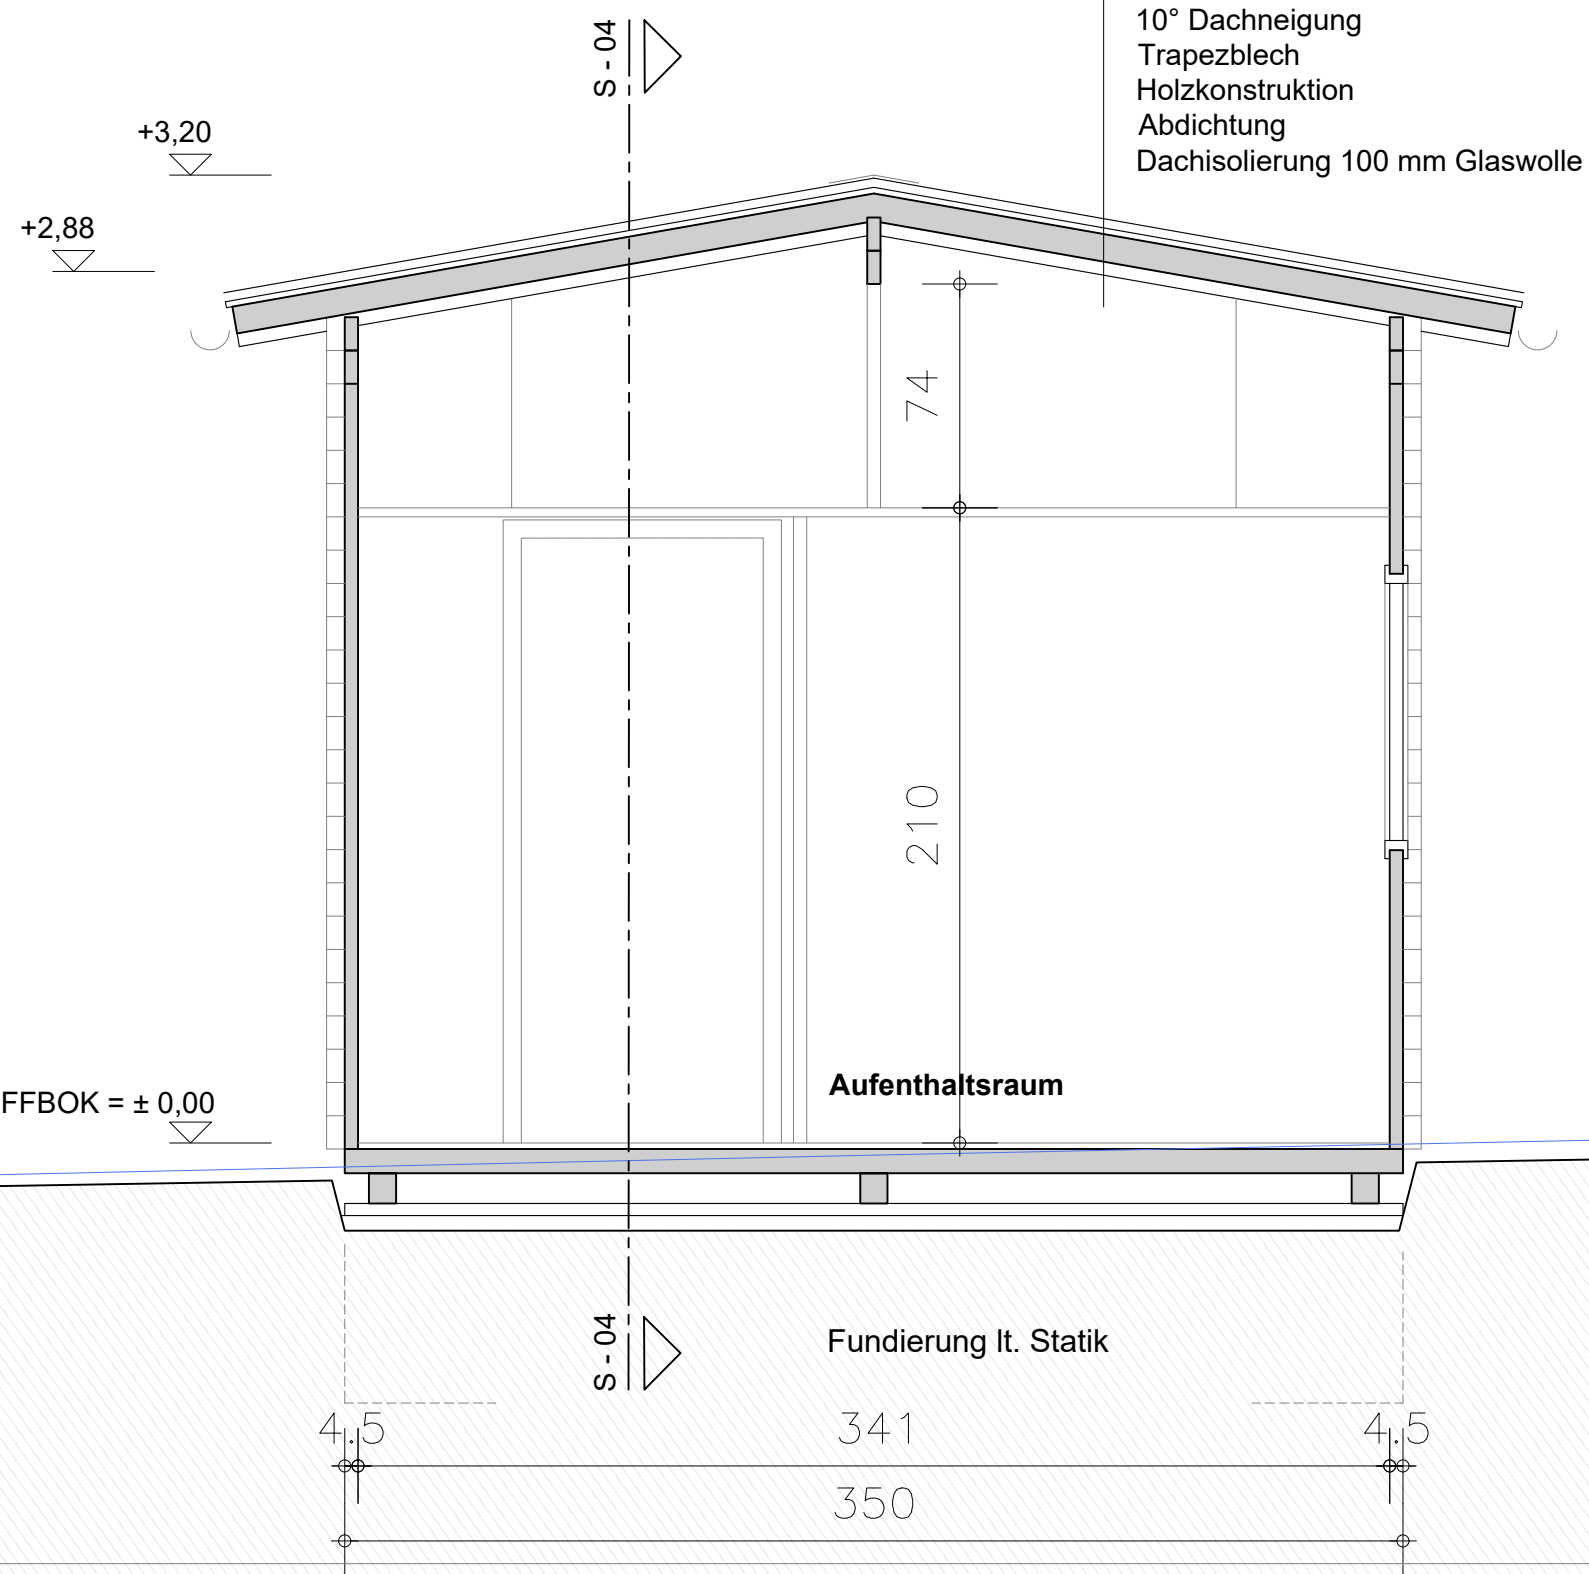 10° Dachneigung
Trapezblech
Holzkonstruktion
Abdichtung
Dachisolierung 100 mm Glaswolle
S - 04
+3,20
+2,88
74
210
Aufenthaltsraum
FFBOK = ± 0,00
S - 04
Fundierung lt. Statik
4.5
341
4.5
350